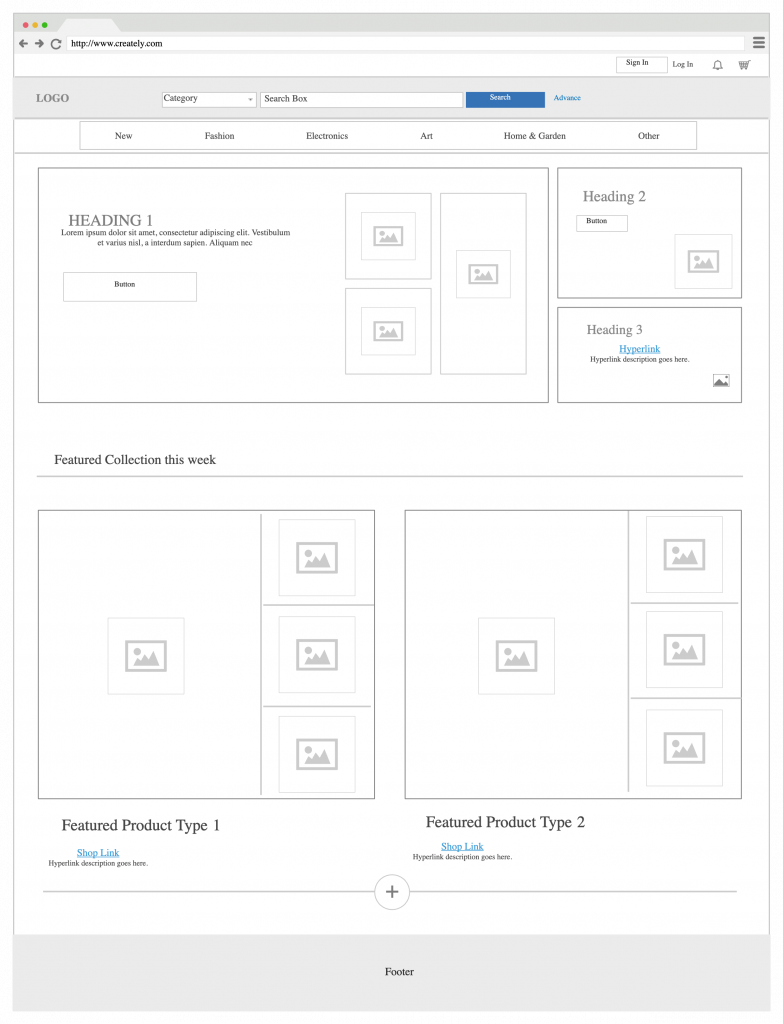 http://www.creately.com
Sign In
Log In
LOGO
Category
Search Box
Search
Advance
New
Fashion
Electronics
Art
Home & Garden
Other
HEADING 1
Lorem ipsum dolor sit amet, consectetur adipiscing elit. Vestibulum
et varius nisl, a interdum sapien. Aliquam nec
Button
Heading 2
Button
Heading 3
Hyperlink
Hyperlink description goes here.
Featured Collection this week
Featured Product Type 1
Shop Link
Hyperlink description goes here.
Featured Product Type 2
Shop Link
Hyperlink description goes here.
Footer